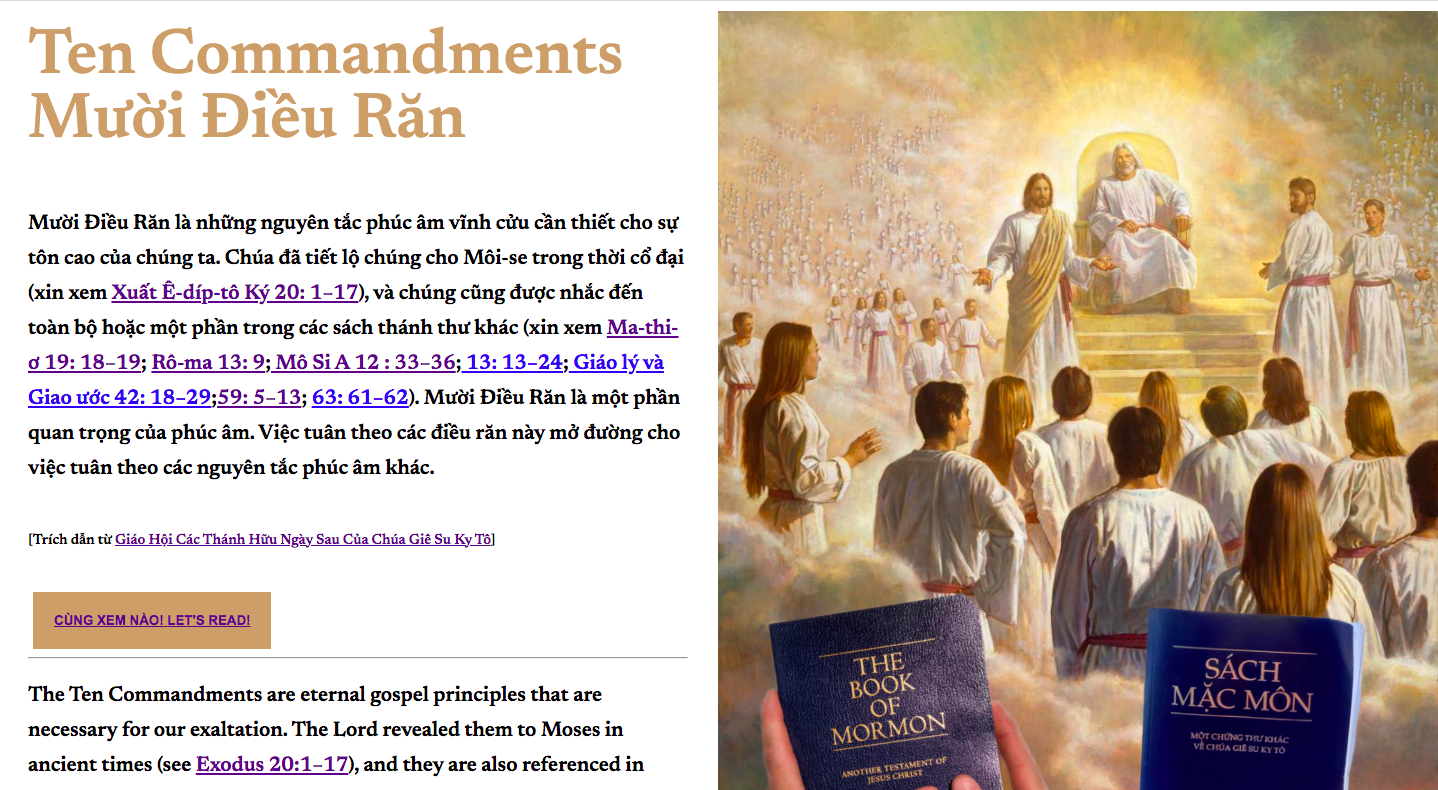 Ten Commandments
Mười Điều Răn
Mười Điều Răn là những nguyên tắc phúc âm vĩnh cửu cần thiết cho sự
tôn cao của chúng ta. Chúa đã tiết lộ chúng cho Môi-se trong thời cổ đại
(xin xem Xuất Ê-díp-tô Ký 20: 1–17), và chúng cũng được nhắc đến
toàn bộ hoặc một phần trong các sách thánh thư khác (xin xem Ma-thi-
ơ 19: 18–19; Rô-ma 13: 9; Mô Si A 12 : 33–36; 13: 13–24; Giáo lý và
Giao ước 42: 18–29;59: 5–13; 63: 61–62). Mười Điều Răn là một phần
quan trọng của phúc âm. Việc tuân theo các điều răn này mở đường cho
việc tuân theo các nguyên tắc phúc âm khác.
[Trích dẫn từ Giáo Hội Các Thánh Hữu Ngày Sau Của Chúa Giê Su Ky Tô]
CÙNG XEM NÀO! LET'S READ!
The Ten Commandments are eternal gospel principles that are
necessary for our exaltation. The Lord revealed them to Moses in
ancient times (see Exodus 20:1–17), and they are also referenced in
THE
BOOK
OF
MORMON
ANOTHER TESTAMENT OF
JESUS CHRIST
SÁCH
MẶC MÔN
MỘT CHỨNG THƯ KHÁC
VỀ CHÚA GIÊ SU KY TÔ